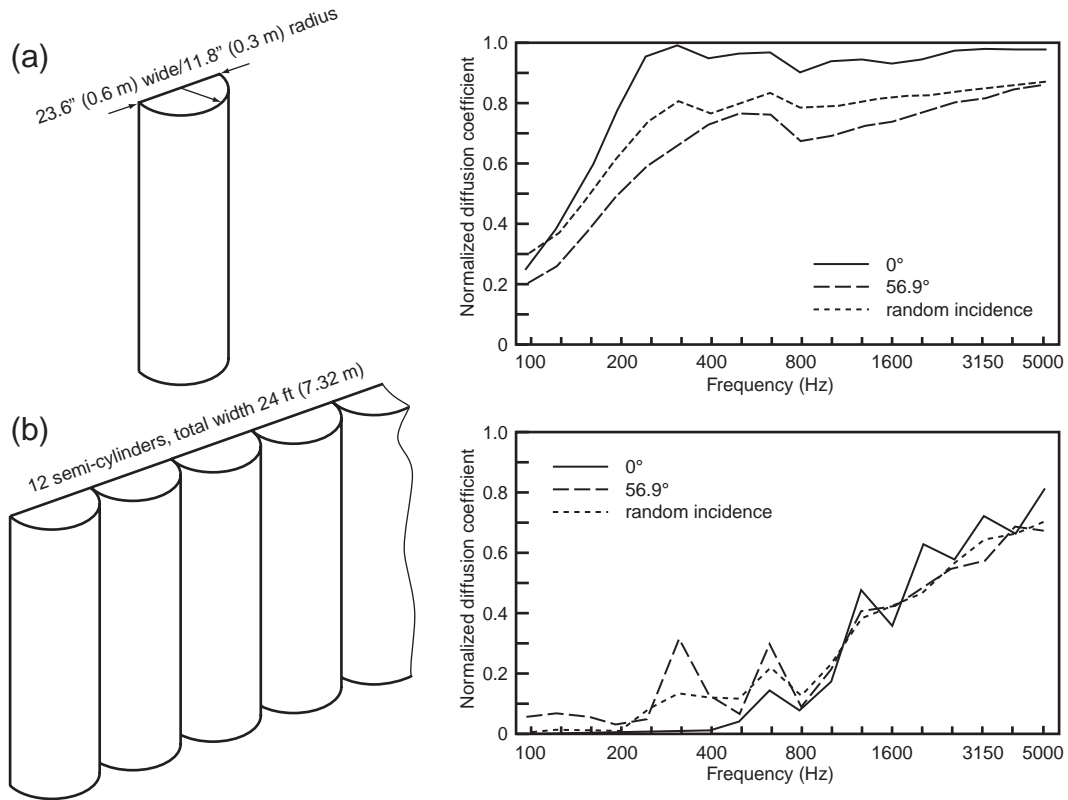 (a)
23.6” (0.6 m) wide/11.8” (0.3 m) radius
Normalized diffusion coefficient
1.0
0.8
0.6
0.4
0.2
0
0°
56.9°
random incidence
100 200 400 800 1600 3150 5000
Frequency (Hz)
(b)
12 semi-cylinders, total width 24 ft (7.32 m)
Normalized diffusion coefficient
1.0
0.8
0.6
0.4
0.2
0
0°
56.9°
random incidence
100 200 400 800 1600 3150 5000
Frequency (Hz)